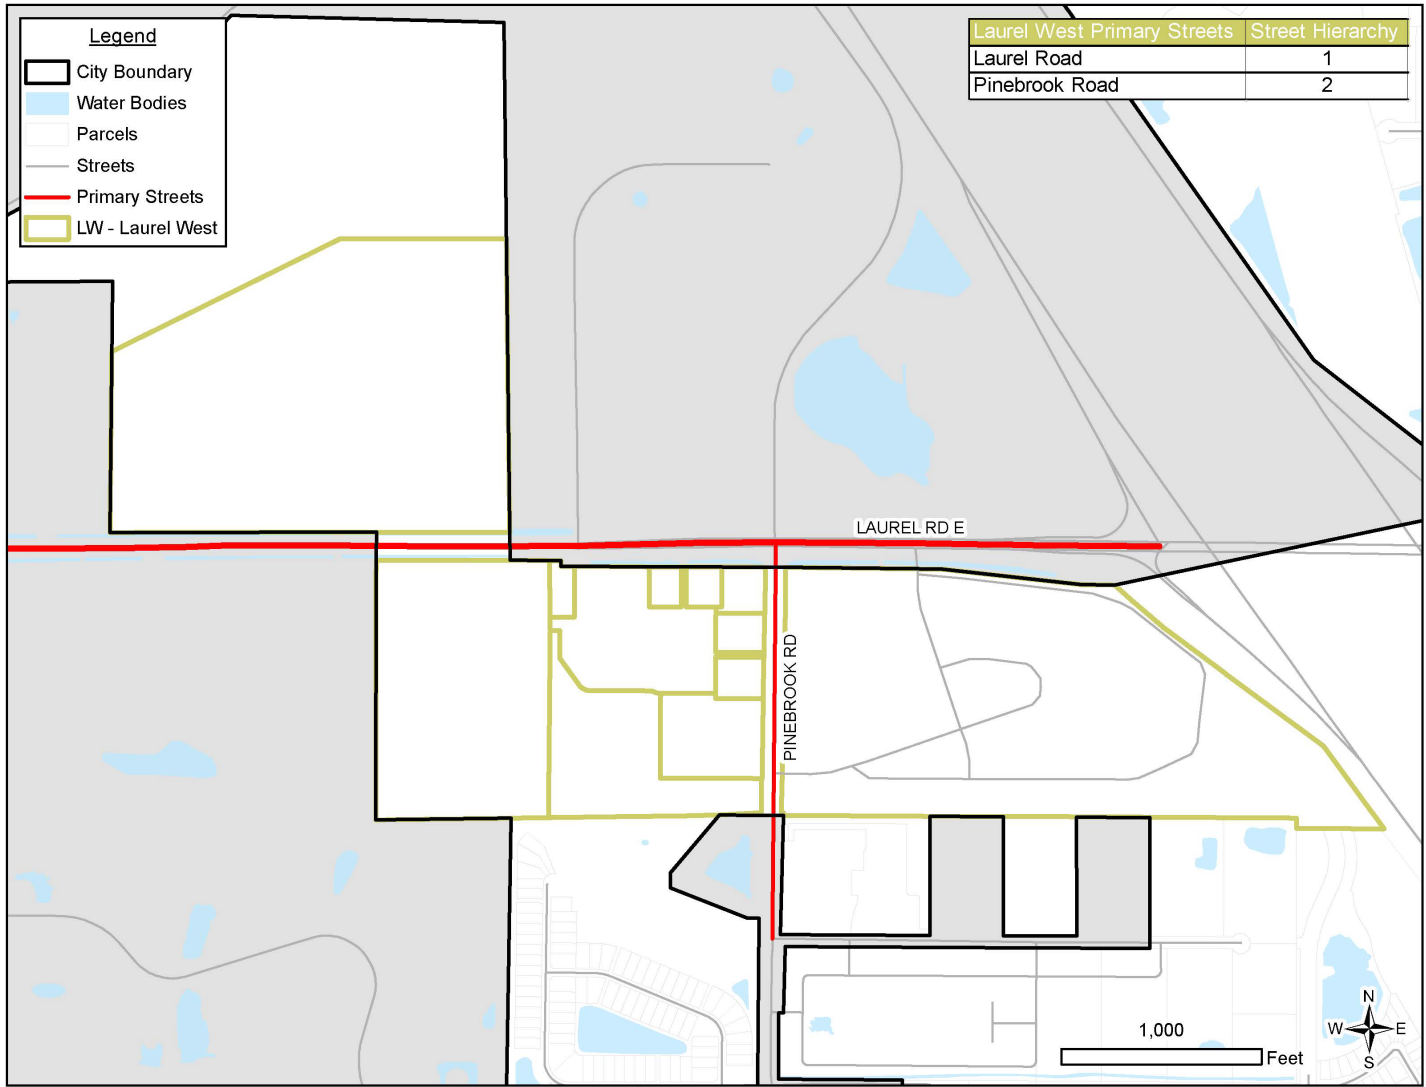 Legend
City Boundary
Water Bodies
Parcels
Streets
Primary Streets
LW - Laurel West
Laurel West Primary Streets Street Hierarchy
Laurel Road 1
Pinebrook Road 2
LAUREL RD E
PINEBROOK RD
N
W E
S
1,000
Feet